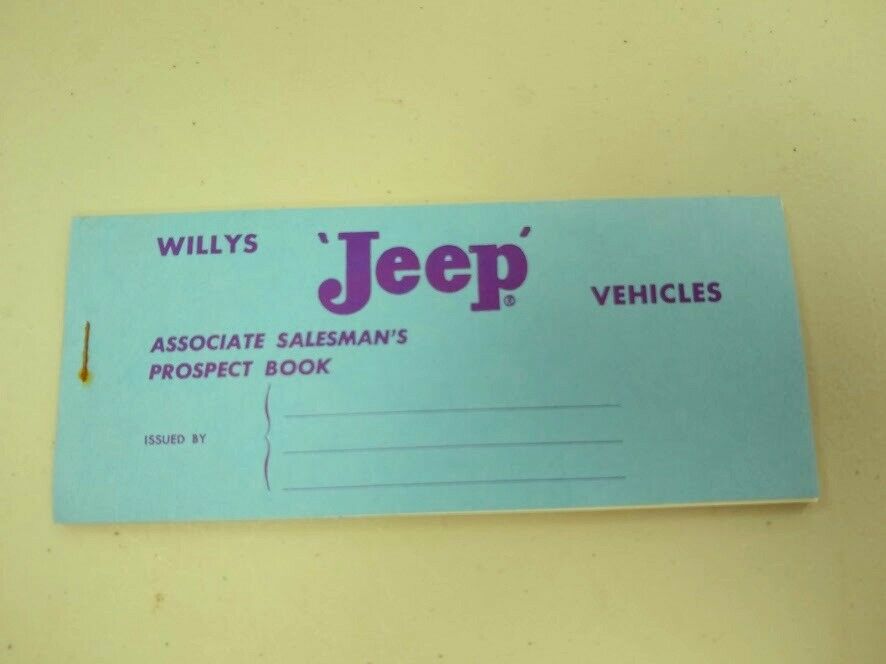 WILLYS 'Jeep'® VEHICLES
ASSOCIATE SALESMAN'S
PROSPECT BOOK
ISSUED BY